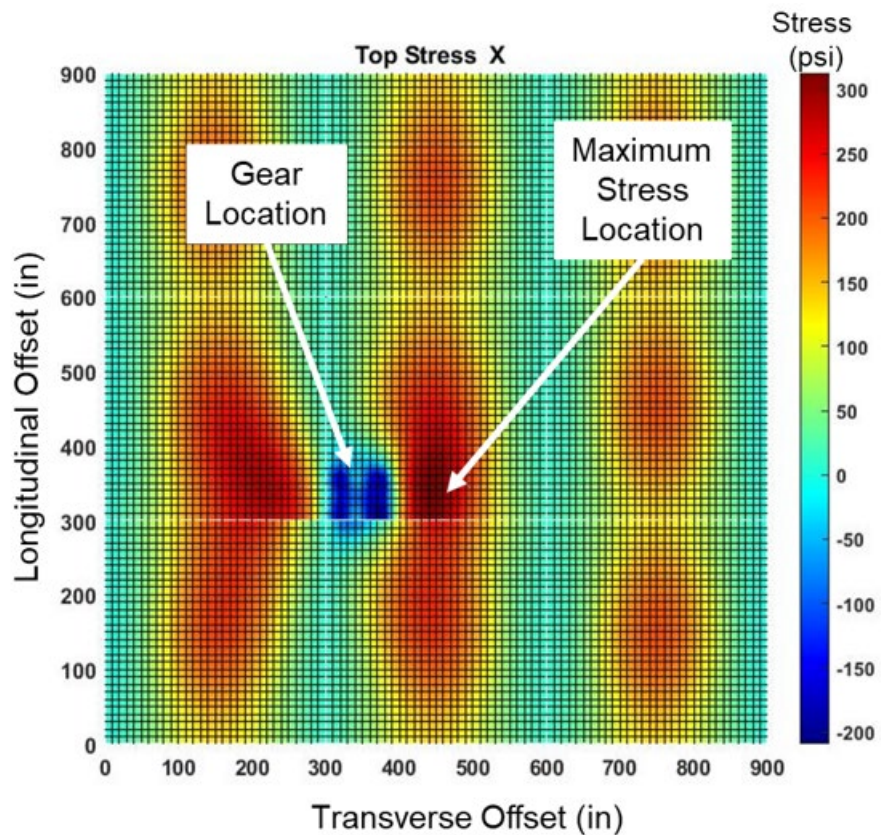 Stress
(psi)
Top Stress X
900
800
700
600
500
400
300
200
100
0
Longitudinal Offset (in)
Gear
Location
Maximum
Stress
Location
300
250
200
150
100
50
0
-50
-100
-150
-200
0 100 200 300 400 500 600 700 800 900
Transverse Offset (in)